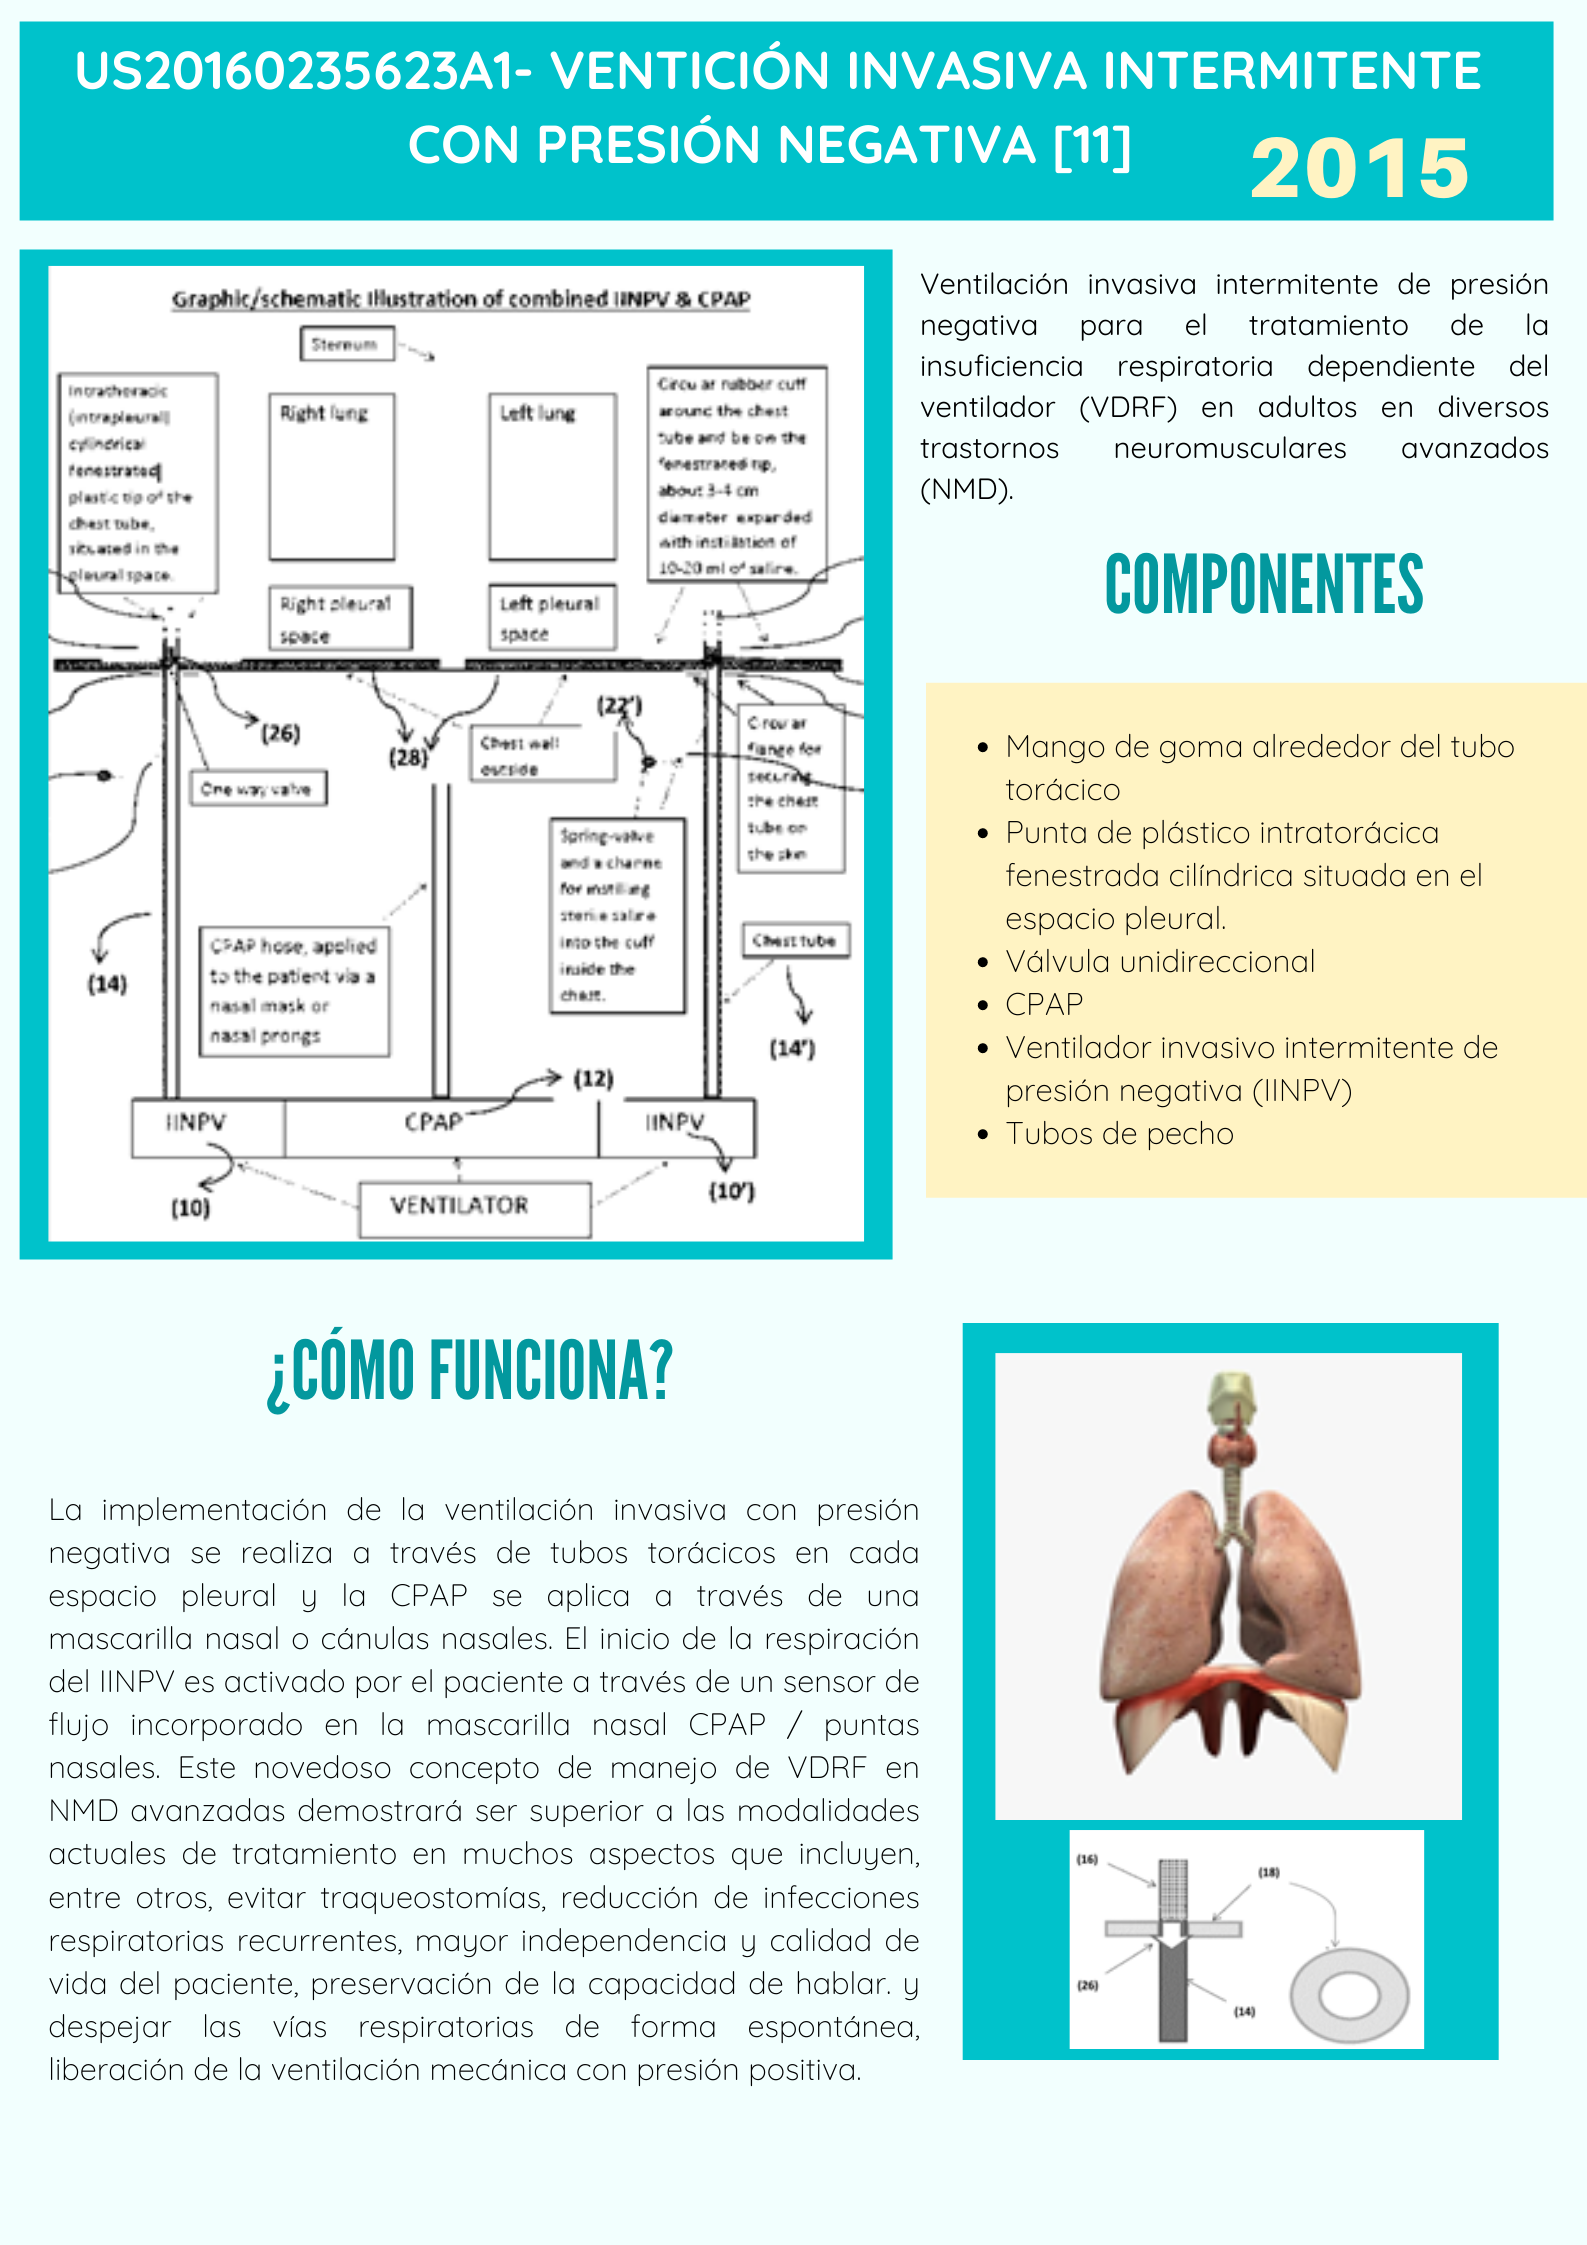 US20160235623A1- VENTICIÓN INVASIVA INTERMITENTE
CON PRESIÓN NEGATIVA [11]
2015
Graphic/schematic Illustration of combined IINPV & CPAP
Sternum
Intrathoracic
(intrapleural)
cylindrical
fenestrated
plastic tip of the
chest tube,
situated in the
pleural space.
Right lung
Left lung
Circular rubber cuff
around the chest
tube and below the
fenestrated tip,
about 3-4 cm
diameter expanded
with instillation of
10-20 ml of saline.
Right pleural
space
Left pleural
space
(26)
(28)
(22')
One way valve
Chest wall
outside
Circular
flange for
securing
the chest
tube on
the skin
Spring-valve
and a channe
for instilling
sterile saline
into the cuff
inside the
chest.
(14)
CPAP hose, applied
to the patient via a
nasal mask or
nasal prongs
Chest tube
(14')
(12)
IINPV
CPAP
IINPV
(10)
(10')
VENTILATOR
Ventilación invasiva intermitente de presión
negativa para el tratamiento de la
insuficiencia respiratoria dependiente del
ventilador (VDRF) en adultos en diversos
trastornos neuromusculares avanzados
(NMD).
COMPONENTES
• Mango de goma alrededor del tubo
torácico
• Punta de plástico intratorácica
fenestrada cilíndrica situada en el
espacio pleural.
• Válvula unidireccional
• CPAP
• Ventilador invasivo intermitente de
presión negativa (IINPV)
• Tubos de pecho
¿CÓMO FUNCIONA?
La implementación de la ventilación invasiva con presión
negativa se realiza a través de tubos torácicos en cada
espacio pleural y la CPAP se aplica a través de una
mascarilla nasal o cánulas nasales. El inicio de la respiración
del IINPV es activado por el paciente a través de un sensor de
flujo incorporado en la mascarilla nasal CPAP / puntas
nasales. Este novedoso concepto de manejo de VDRF en
NMD avanzadas demostrará ser superior a las modalidades
actuales de tratamiento en muchos aspectos que incluyen,
entre otros, evitar traqueostomías, reducción de infecciones
respiratorias recurrentes, mayor independencia y calidad de
vida del paciente, preservación de la capacidad de hablar. y
despejar las vías respiratorias de forma espontánea,
liberación de la ventilación mecánica con presión positiva.
(16)
(18)
(26)
(14)